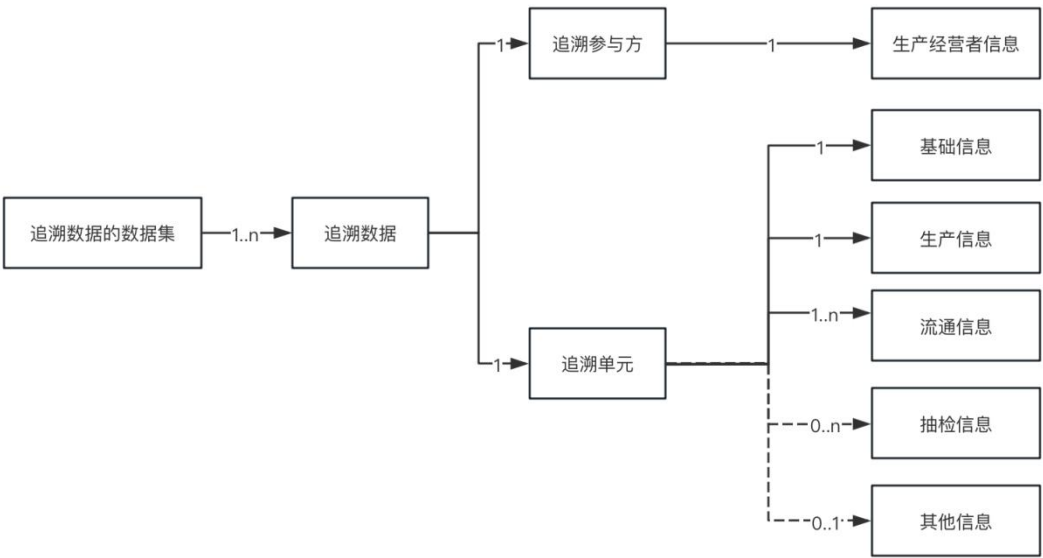 追溯参与方
生产经营者信息
1
1
基础信息
1
追溯数据的数据集
1..n
追溯数据
生产信息
1
流通信息
1..n
追溯单元
1
抽检信息
0..n
其他信息
0..1